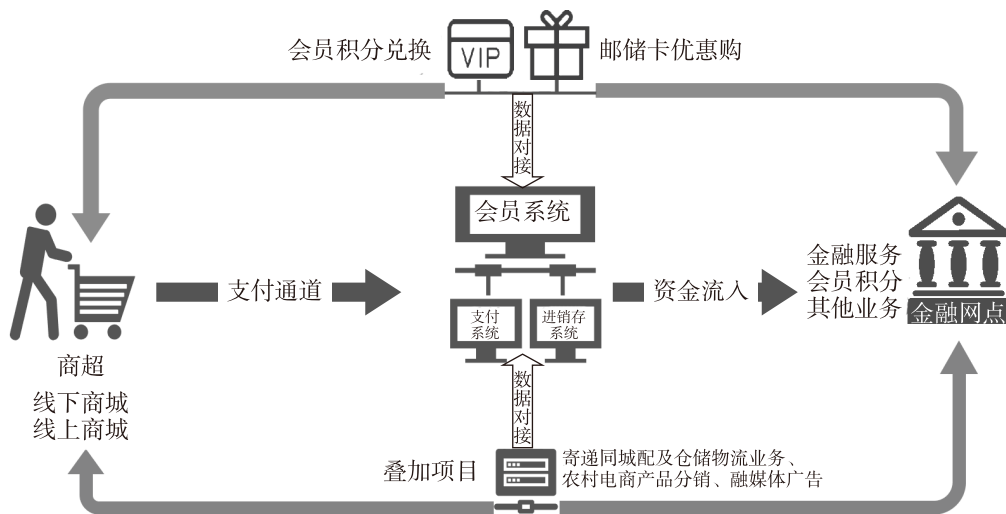 会员积分兑换
VIP
邮储卡优惠购
数据对接
会员系统
支付通道
支付
系统
进销存
系统
资金流入
金融服务
会员积分
其他业务
金融网点
商超
线下商城
线上商城
数据对接
叠加项目
寄递同城配及仓储物流业务、
农村电商产品分销、融媒体广告